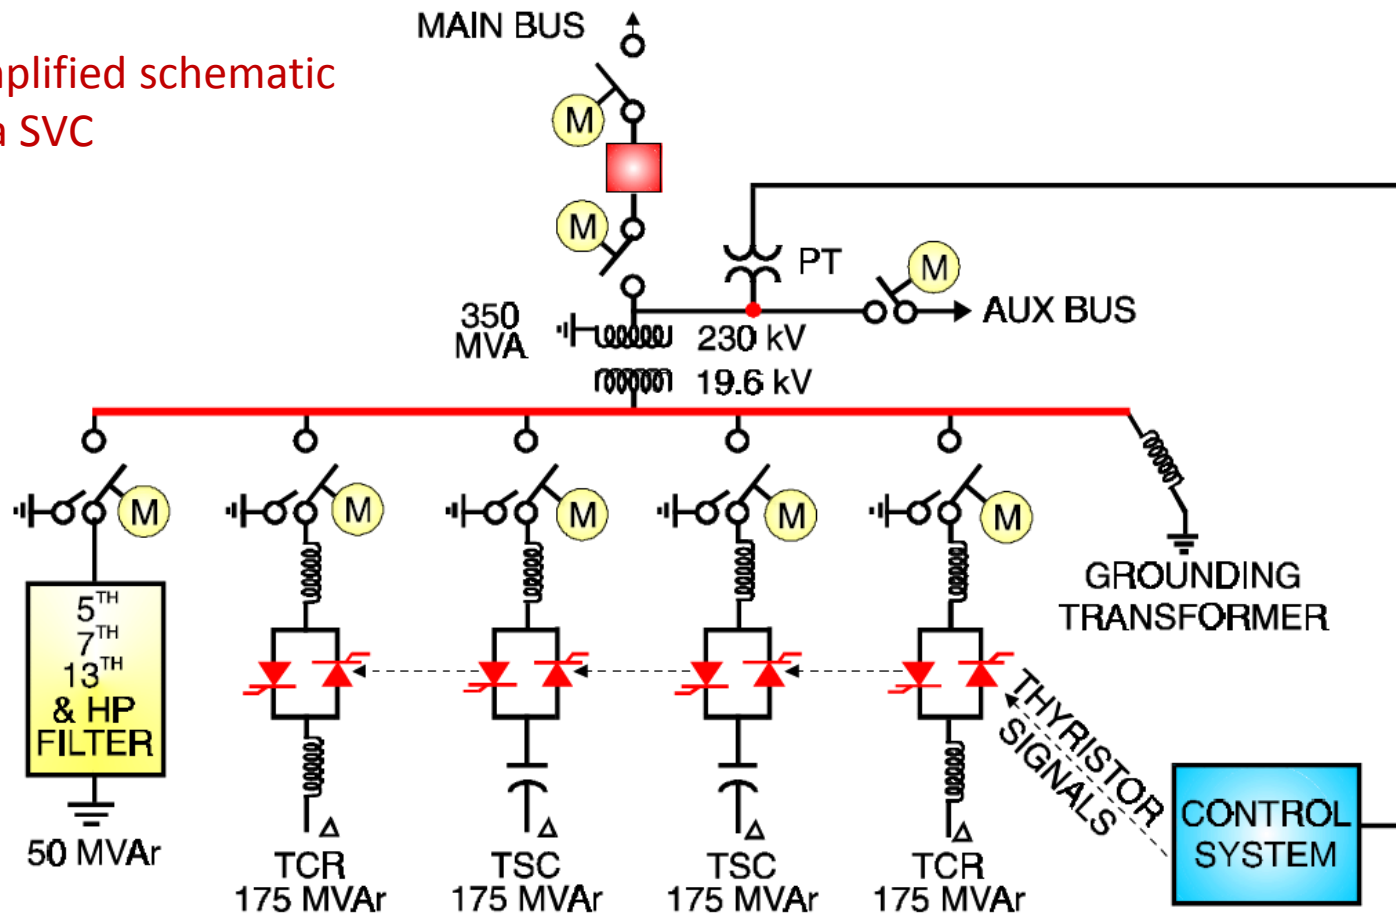 MAIN BUS
plified schematic
a SVC
M
M
PT
M
AUX BUS
350
MVA
230 kV
19.6 kV
M
M
M
M
M
5TH
7TH
13TH
& HP
FILTER
50 MVAr
TCR
175 MVAr
TSC
175 MVAr
TSC
175 MVAr
TCR
175 MVAr
GROUNDING
TRANSFORMER
THYRISTOR
SIGNALS
CONTROL
SYSTEM